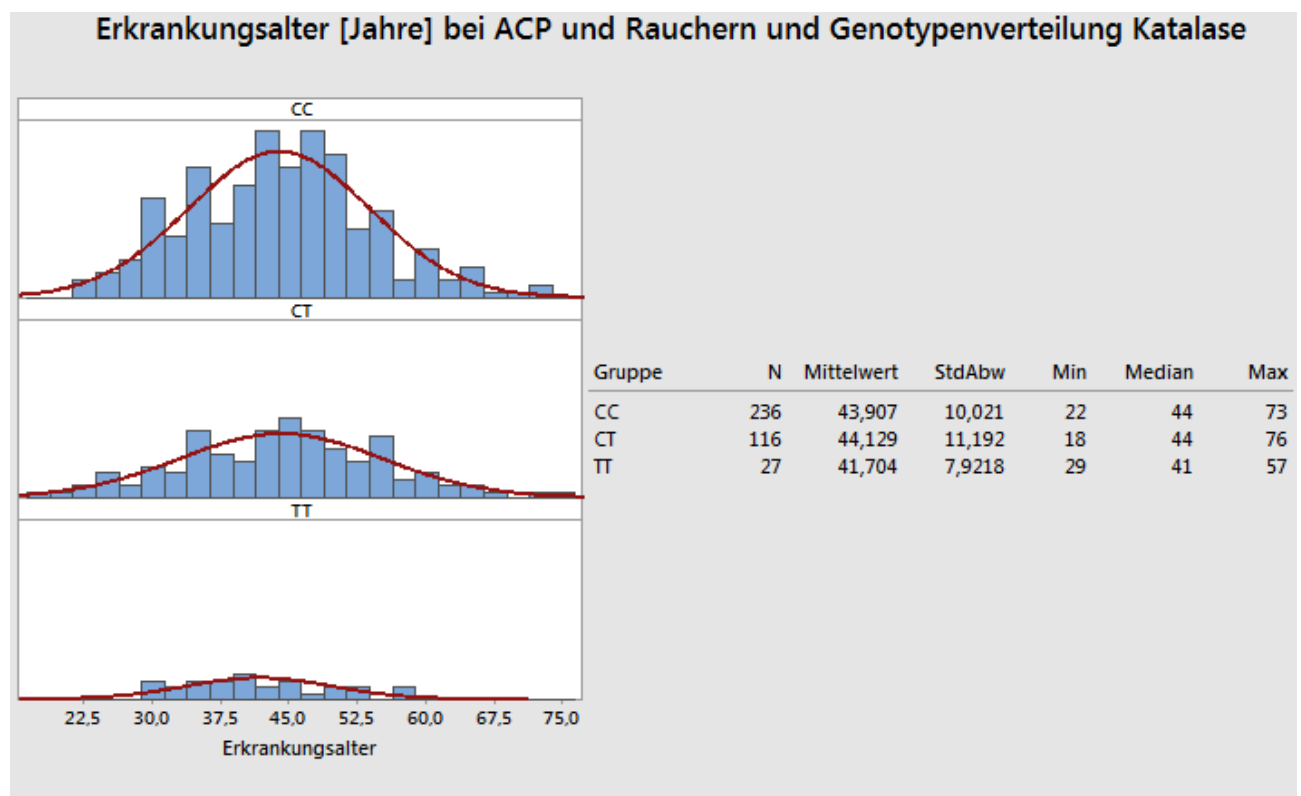 Erkrankungsalter [Jahre] bei ACP und Rauchern und Genotypenverteilung Katalase
CC
CT
TT
22,5 30,0 37,5 45,0 52,5 60,0 67,5 75,0
Erkrankungsalter
Gruppe N Mittelwert StdAbw Min Median Max
CC 236 43,907 10,021 22 44 73
CT 116 44,129 11,192 18 44 76
TT 27 41,704 7,9218 29 41 57